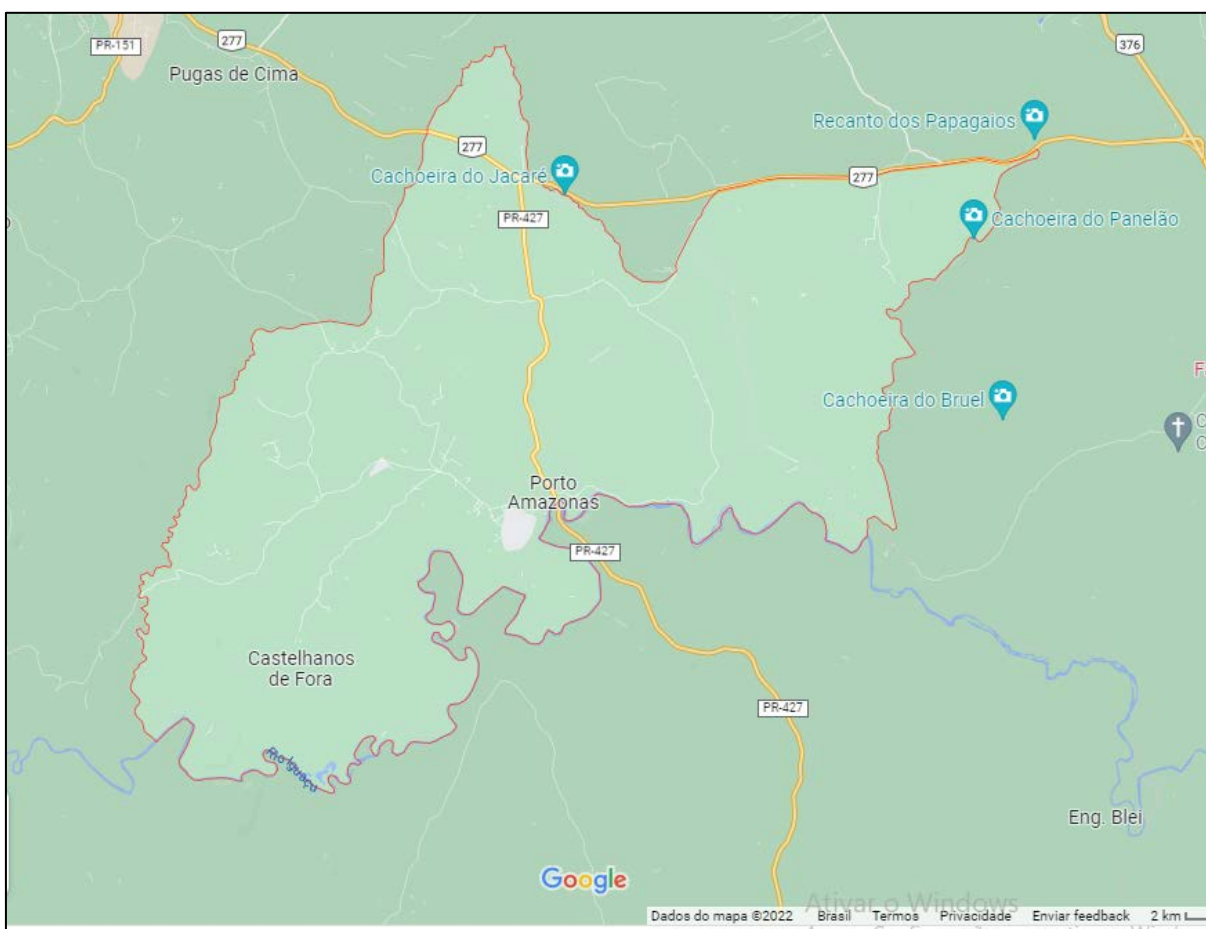 PR-151
277
376
Pugas de Cima
Recanto dos Papagaios
277
Cachoeira do Jacaré
277
PR-427
Cachoeira do Panelão
Cachoeira do Bruel
F
C
C
Porto
Amazonas
PR-427
Castelhanos
de Fora
PR-427
Rio Iguaçu
Eng. Blei
Google
Ativar o Windows
Dados do mapa ©2022 Brasil Termos Privacidade Enviar feedback 2 km